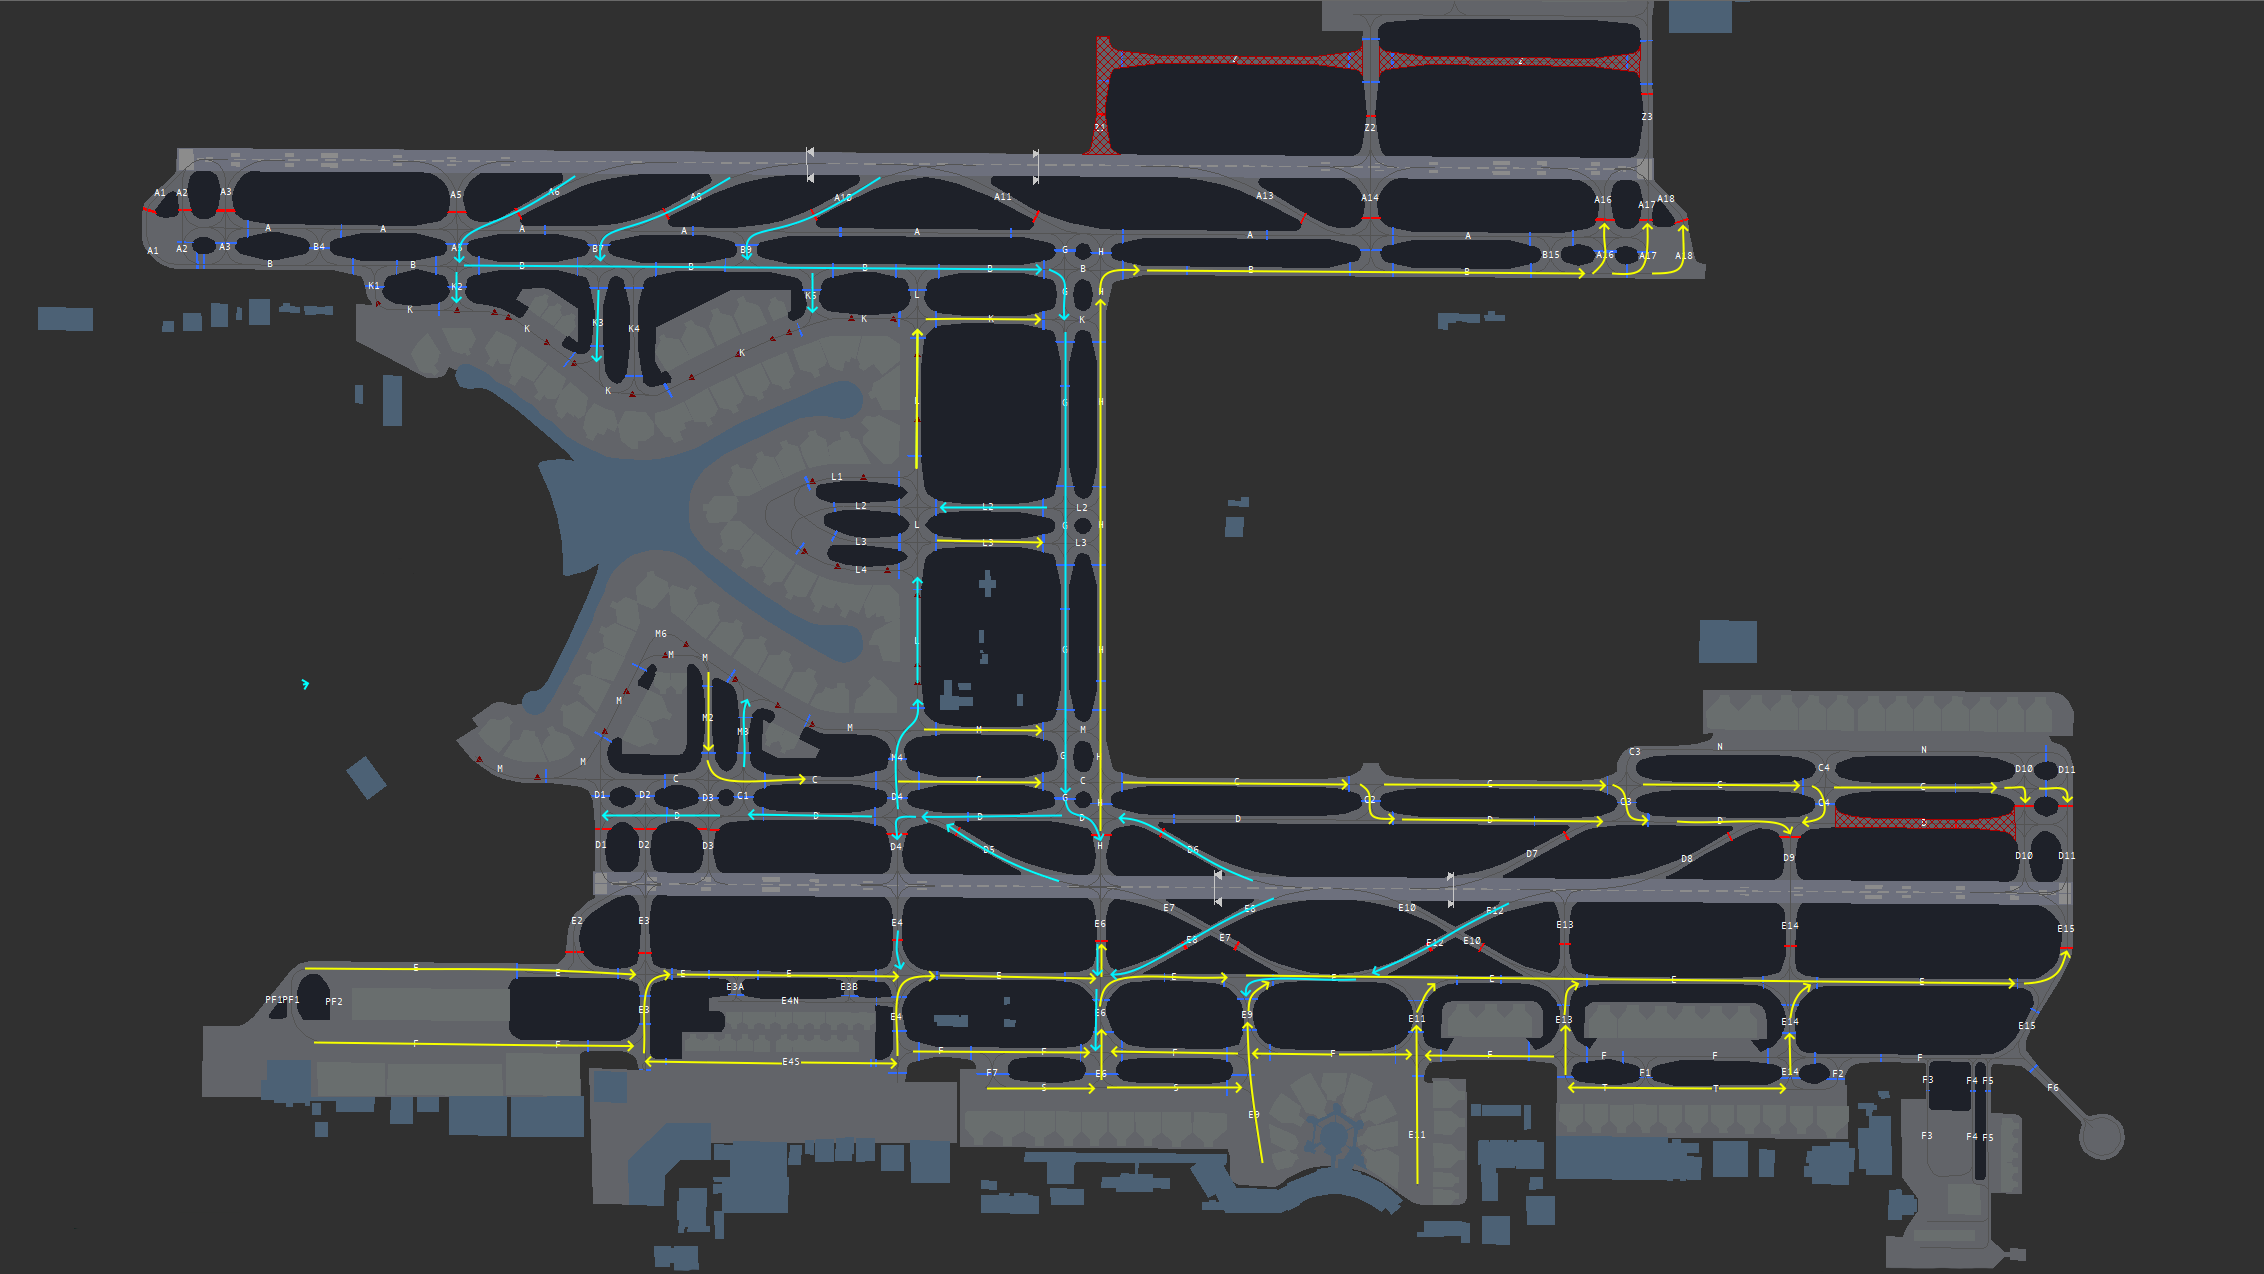 Z
Z
Z1
Z2
Z3
A1 A2 A3 A5 A6 A8 A10 A11 A13 A14 A16 A17 A18
A A A A A A A
A1 A2 A3 B4 A5 B7 B9 G H B15 A16 A17 A18
B B B B B B B B
K1 K2 K5 L G H
K K3 K4 K K K
K K
K
L G H
L1
L2 L2 L2
L G H
L3 L3 L3
L4
M6
M M
L G H
M
M2 M3 M M M
M4 G H
M M
C3 N C4 N D10 D11
C C C C C C C C C
D1 D2 D3 C1 D4 G H C2 C3 C4
D D D D D D D
D1 D2 D3 D4 D5 H D6 D7 D8 D9 D10 D11
E2 E3 E4 E6 E7 E8 E10 E12 E13 E14 E15
E8 E7 E12 E10
E E E E E E E E E E
E3A E4N E3B
PF1 PF1 PF2 E3 E4 E6 E9 E11 E13 E14 E15
F F F F F F F F F F
E4S F7 E6 F1 E14 F2
S S T T
F3 F4 F5 F6
E9 E11 F3 F4 F5